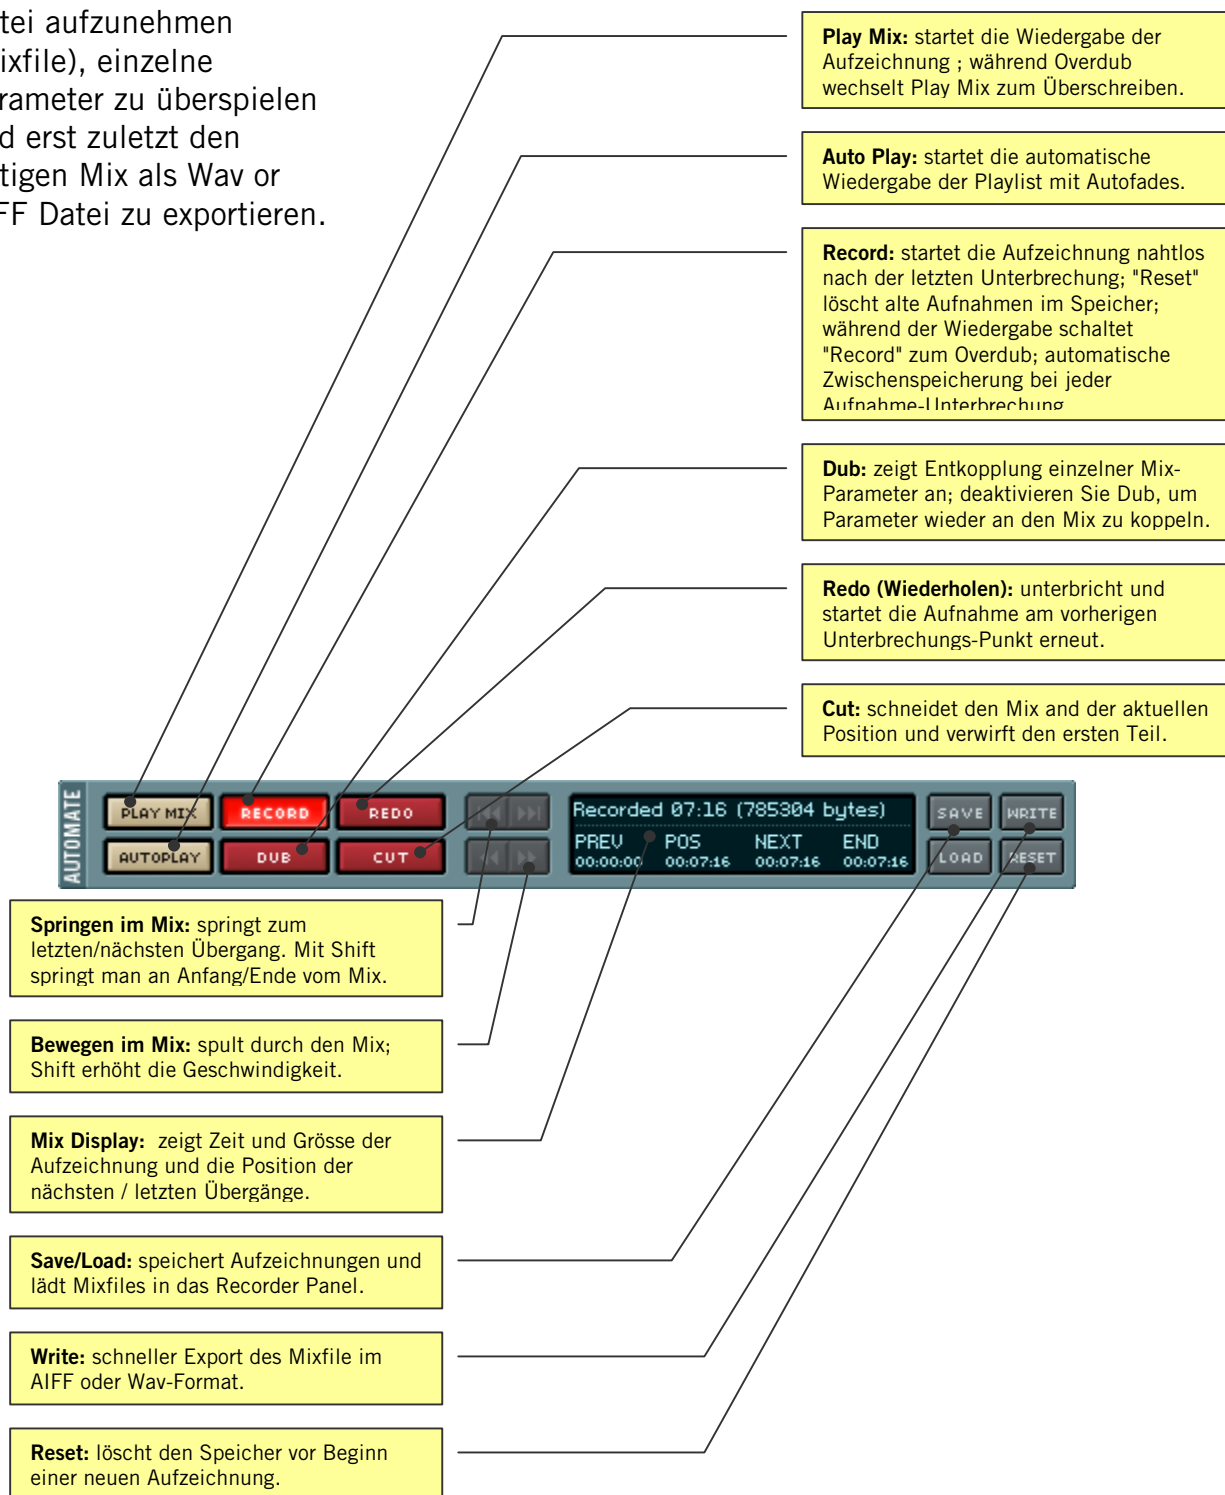 tei aufzunehmen
ixfile), einzelne
rameter zu überspielen
d erst zuletzt den
tigen Mix als Wav or
FF Datei zu exportieren.
Play Mix: startet die Wiedergabe der
Aufzeichnung ; während Overdub
wechselt Play Mix zum Überschreiben.
Auto Play: startet die automatische
Wiedergabe der Playlist mit Autofades.
Record: startet die Aufzeichnung nahtlos
nach der letzten Unterbrechung; "Reset"
löscht alte Aufnahmen im Speicher;
während der Wiedergabe schaltet
"Record" zum Overdub; automatische
Zwischenspeicherung bei jeder
Aufnahme-Unterbrechung
Dub: zeigt Entkopplung einzelner Mix-
Parameter an; deaktivieren Sie Dub, um
Parameter wieder an den Mix zu koppeln.
Redo (Wiederholen): unterbricht und
startet die Aufnahme am vorherigen
Unterbrechungs-Punkt erneut.
Cut: schneidet den Mix and der aktuellen
Position und verwirft den ersten Teil.
AUTOMATE
PLAY MIX RECORD REDO
AUTOPLAY DUB CUT
Recorded 07:16 (785304 bytes)
PREV POS NEXT END
00:00:00 00:07:16 00:07:16 00:07:16
SAVE WRITE
LOAD RESET
Springen im Mix: springt zum
letzten/nächsten Übergang. Mit Shift
springt man an Anfang/Ende vom Mix.
Bewegen im Mix: spult durch den Mix;
Shift erhöht die Geschwindigkeit.
Mix Display: zeigt Zeit und Grösse der
Aufzeichnung und die Position der
nächsten / letzten Übergänge.
Save/Load: speichert Aufzeichnungen und
lädt Mixfiles in das Recorder Panel.
Write: schneller Export des Mixfile im
AIFF oder Wav-Format.
Reset: löscht den Speicher vor Beginn
einer neuen Aufzeichnung.